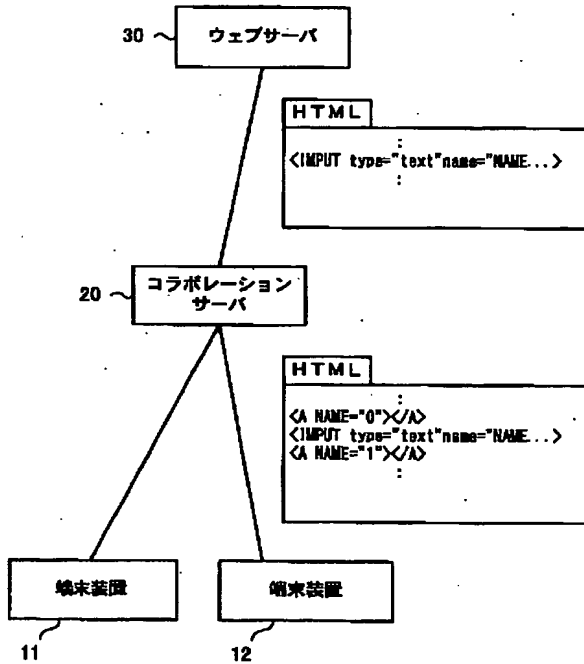 30
ウェブサーバ
HTML
:
<INPUT type="text"name="NAME...>
:
20
コラボレーション
サーバ
HTML
:
<A NAME="0"></A>
<INPUT type="text"name="NAME...>
<A NAME="1"></A>
:
端末装置
端末装置
11
12